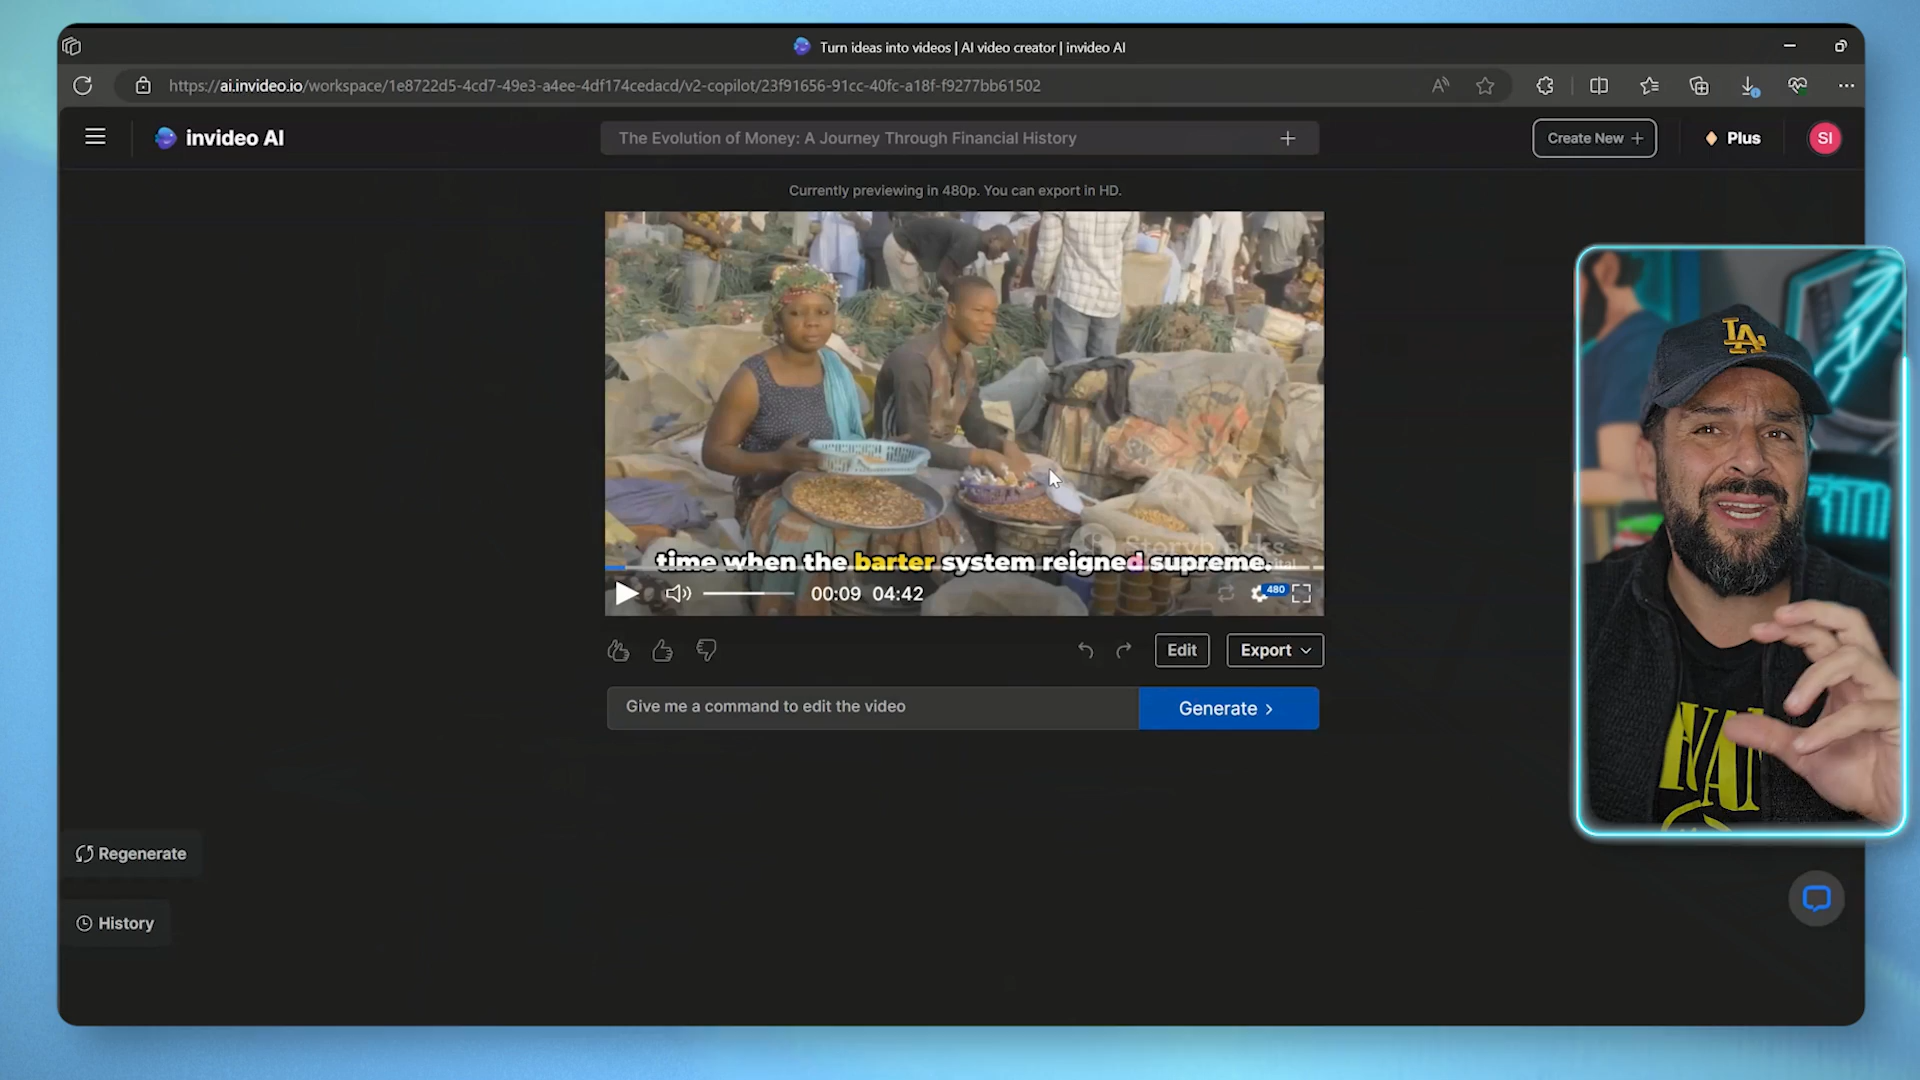 Turn ideas into videos | AI video creator | invideo AI
https://ai.invideo.io/workspace/1e8722d5-4cd7-49e3-a4ee-4df174cedacd/v2-copilot/23f91656-91cc-40fc-a18f-f9277bb61502
invideo AI
The Evolution of Money: A Journey Through Financial History
Create New +
Plus
SI
Currently previewing in 480p. You can export in HD.
LA
Storyblocks
time when the barter system reigned supreme.
00:09 04:42
480
Edit
Export
Give me a command to edit the video
Generate >
Regenerate
History